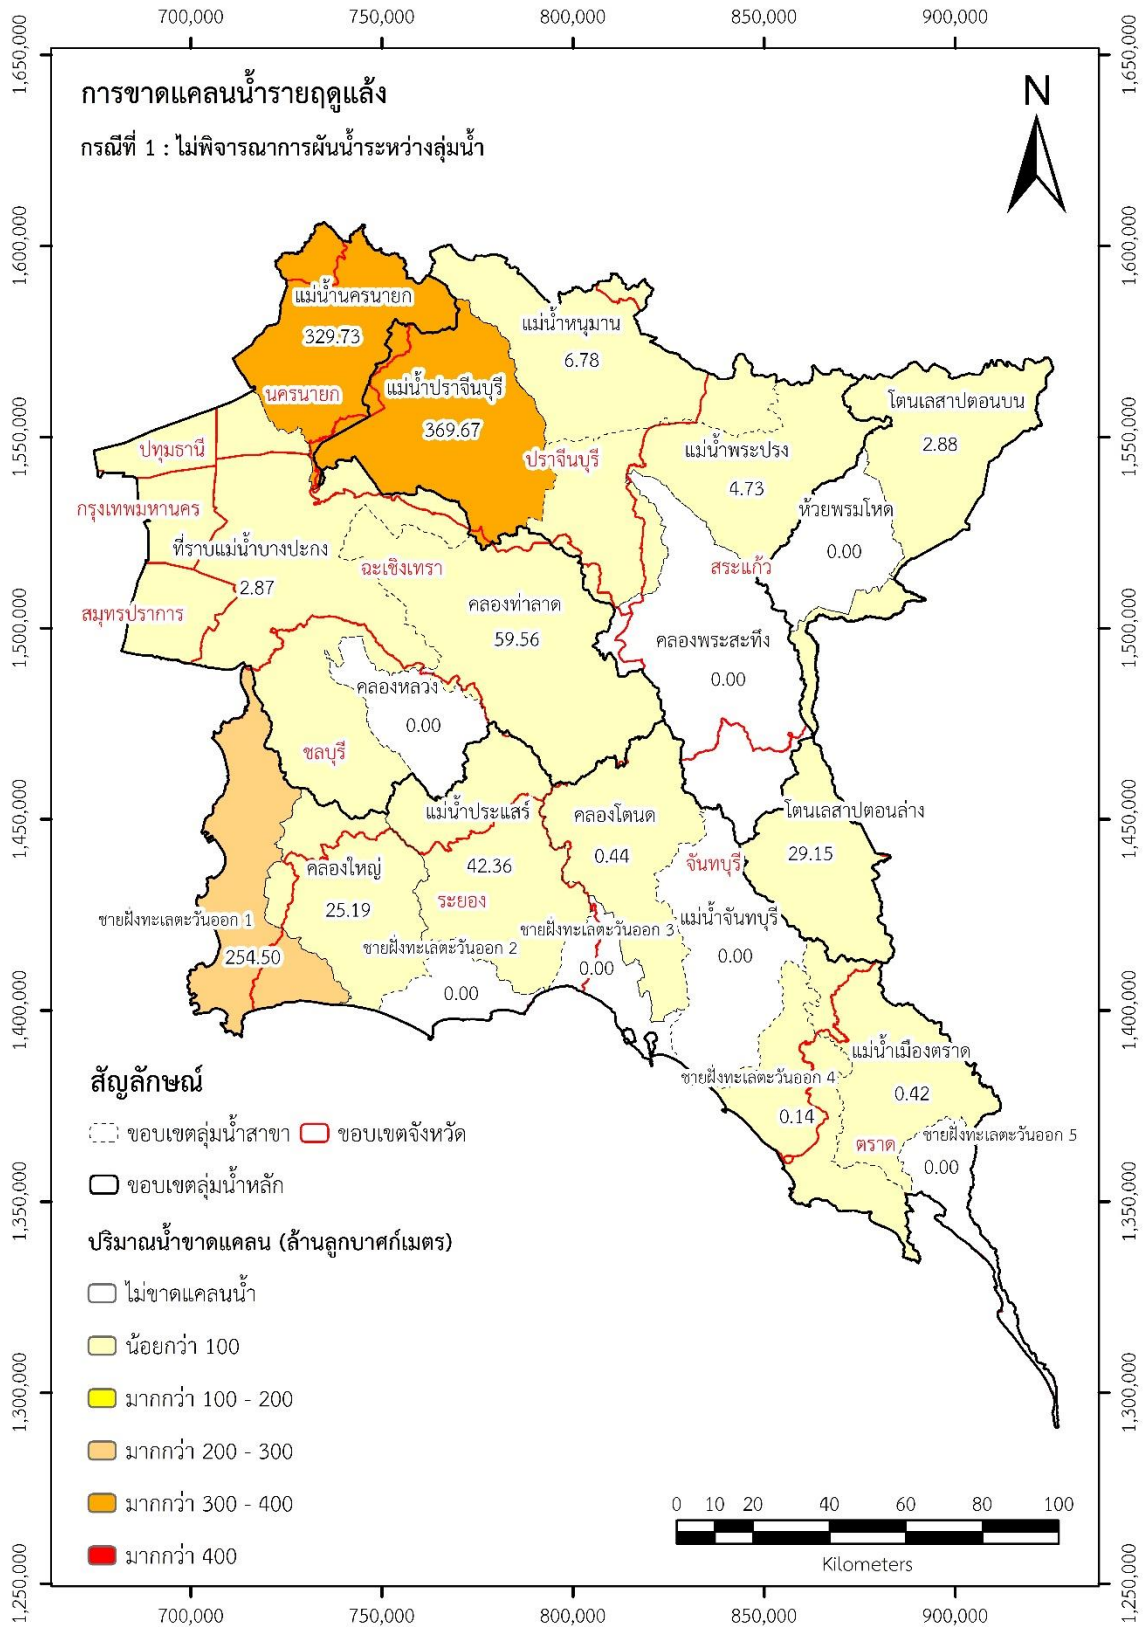 700,000 750,000 800,000 850,000 900,000
1,650,000 1,650,000
การขาดแคลนน้ำรายฤดูแล้ง
กรณีที่ 1 : ไม่พิจารณาการผันน้ำระหว่างลุ่มน้ำ
N
1,600,000 1,600,000
แม่น้ำนครนายก
329.73
แม่น้ำหนุมาน
6.78
นครนายก
แม่น้ำปราจีนบุรี
369.67
โตนเลสาปตอนบน
2.88
1,550,000 1,550,000
ปทุมธานี
ปราจีนบุรี
แม่น้ำพระปรง
4.73
ห้วยพรมโหด
0.00
กรุงเทพมหานคร
ที่ราบแม่น้ำบางปะกง
2.87
ฉะเชิงเทรา
สระแก้ว
สมุทรปราการ
คลองท่าลาด
59.56
1,500,000 1,500,000
คลองพระสะทึง
0.00
คลองหลวง
0.00
ชลบุรี
แม่น้ำประแสร์
42.36
คลองโตนด
0.44
โตนเลสาปตอนล่าง
29.15
1,450,000 1,450,000
คลองใหญ่
25.19
ระยอง
จันทบุรี
ชายฝั่งทะเลตะวันออก 1
254.50
ชายฝั่งทะเลตะวันออก 2
0.00
ชายฝั่งทะเลตะวันออก 3
0.00
แม่น้ำจันทบุรี
0.00
1,400,000 1,400,000
แม่น้ำเมืองตราด
0.42
ชายฝั่งทะเลตะวันออก 4
0.14
ตราด
ชายฝั่งทะเลตะวันออก 5
0.00
สัญลักษณ์
ขอบเขตลุ่มน้ำสาขา ขอบเขตจังหวัด
ขอบเขตลุ่มน้ำหลัก
1,350,000 1,350,000
ปริมาณน้ำขาดแคลน (ล้านลูกบาศก์เมตร)
ไม่ขาดแคลนน้ำ
น้อยกว่า 100
มากกว่า 100 - 200
1,300,000 1,300,000
มากกว่า 200 - 300
มากกว่า 300 - 400
มากกว่า 400
0 10 20 40 60 80 100
Kilometers
1,250,000 1,250,000
700,000 750,000 800,000 850,000 900,000